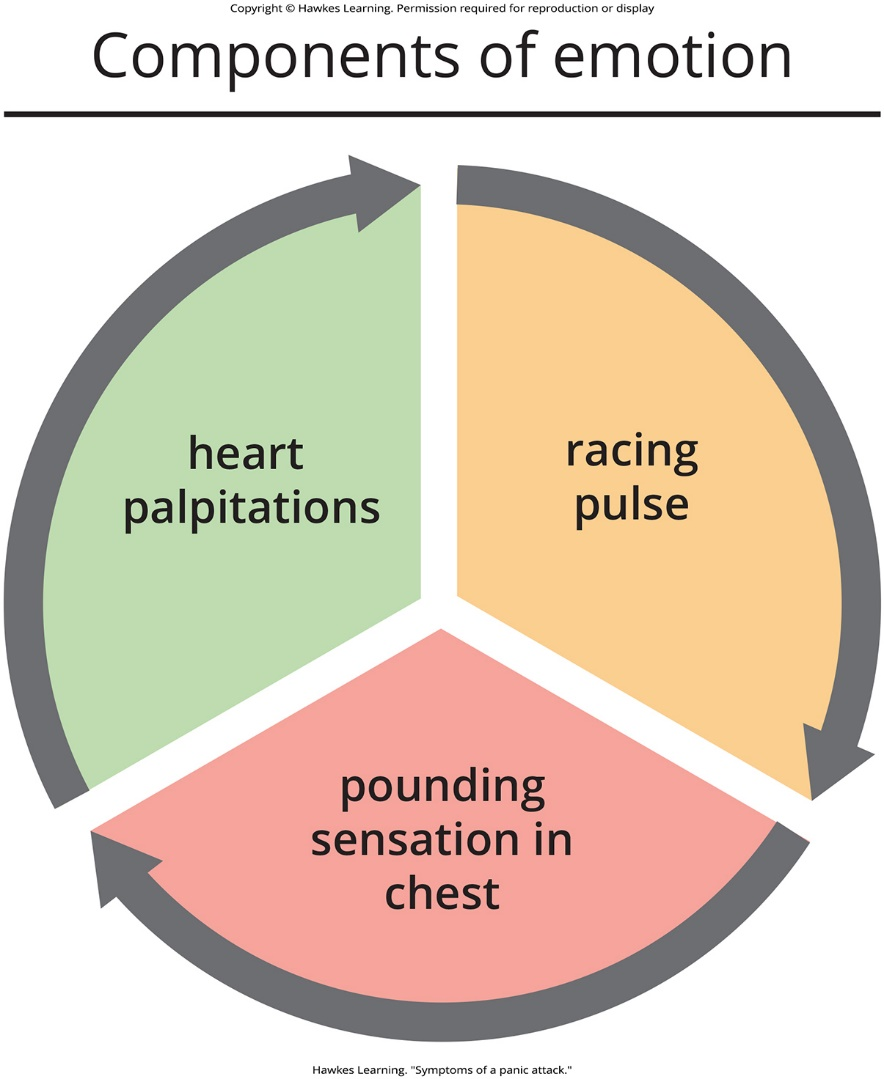 Copyright © Hawkes Learning. Permission required for reproduction or display
Components of emotion
heart
palpitations
racing
pulse
pounding
sensation in
chest
Hawkes Learning. "Symptoms of a panic attack."